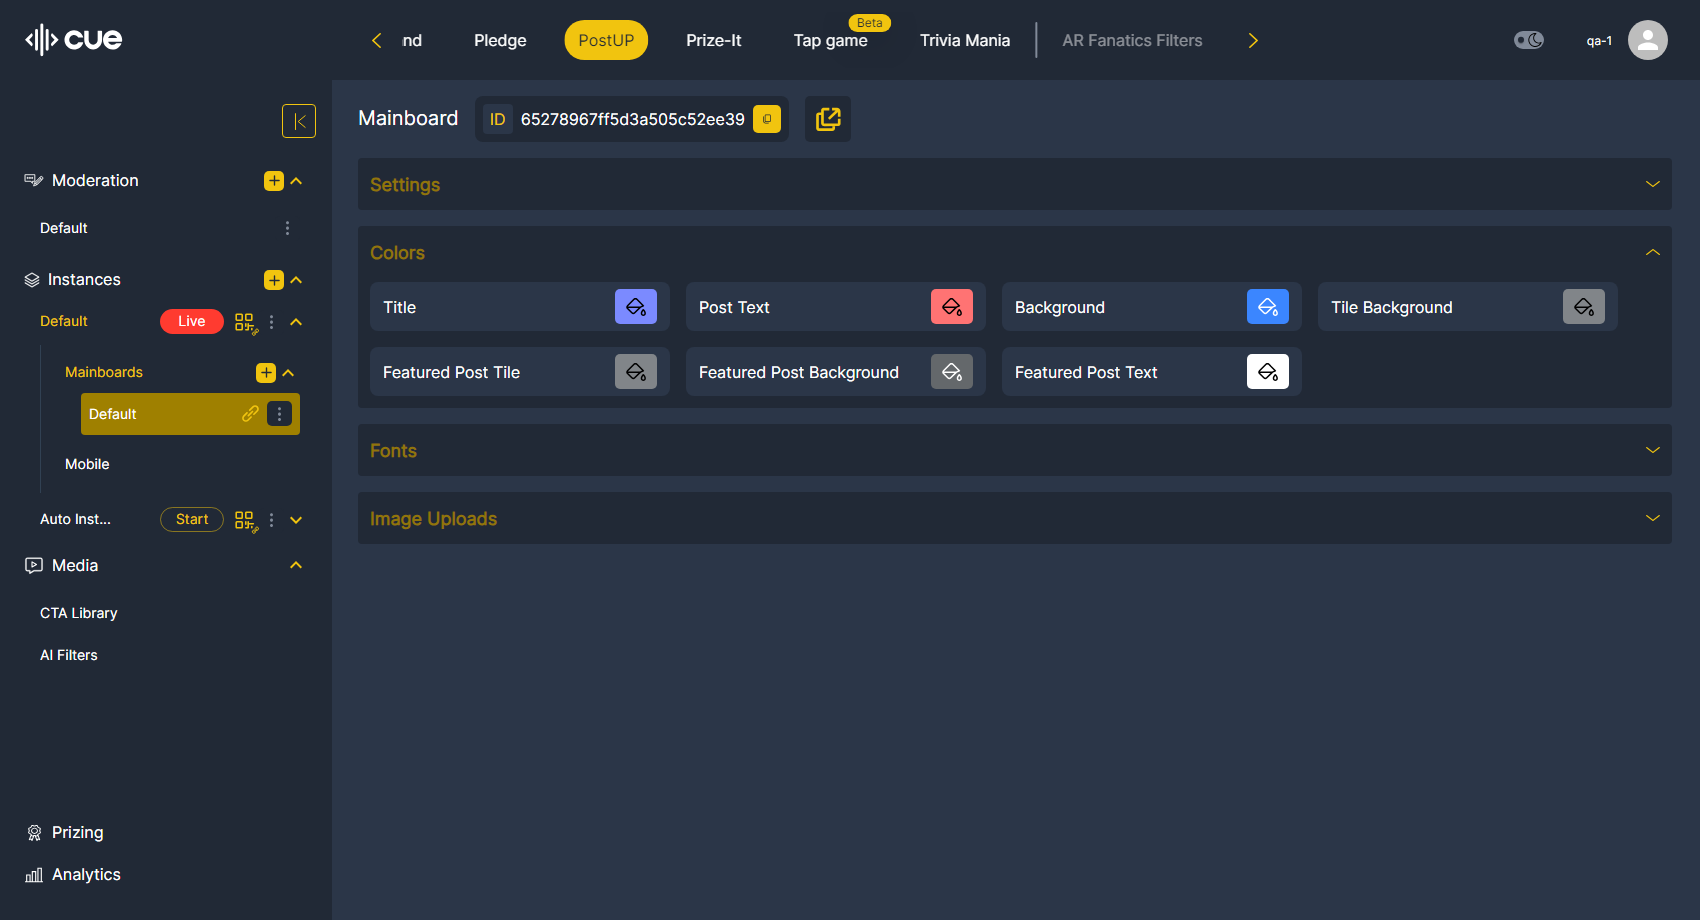 cue
nd
Pledge
PostUP
Prize-It
Beta
Tap game
Trivia Mania
AR Fanatics Filters
qa-1
Mainboard
ID
65278967ff5d3a505c52ee39
Moderation
Default
Instances
Default
Live
Mainboards
Default
Mobile
Auto Inst...
Start
Media
CTA Library
AI Filters
Prizing
Analytics
Settings
Colors
Title
Post Text
Background
Tile Background
Featured Post Tile
Featured Post Background
Featured Post Text
Fonts
Image Uploads